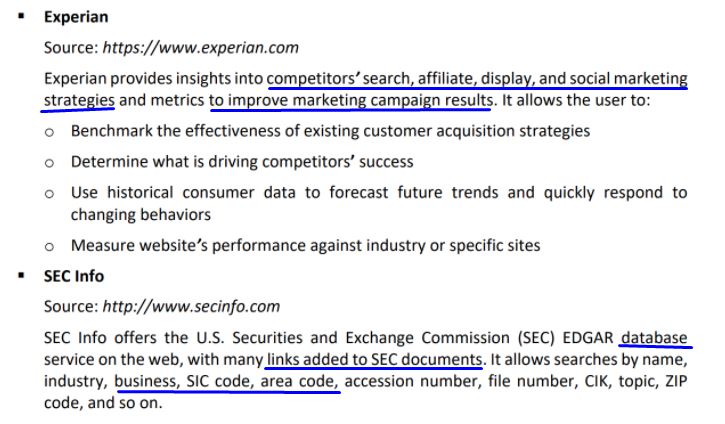 ▪ Experian
Source: https://www.experian.com
Experian provides insights into competitors' search, affiliate, display, and social marketing
strategies and metrics to improve marketing campaign results. It allows the user to:
o Benchmark the effectiveness of existing customer acquisition strategies
o Determine what is driving competitors' success
o Use historical consumer data to forecast future trends and quickly respond to
changing behaviors
o Measure website's performance against industry or specific sites
▪ SEC Info
Source: http://www.secinfo.com
SEC Info offers the U.S. Securities and Exchange Commission (SEC) EDGAR database
service on the web, with many links added to SEC documents. It allows searches by name,
industry, business, SIC code, area code, accession number, file number, CIK, topic, ZIP
code, and so on.